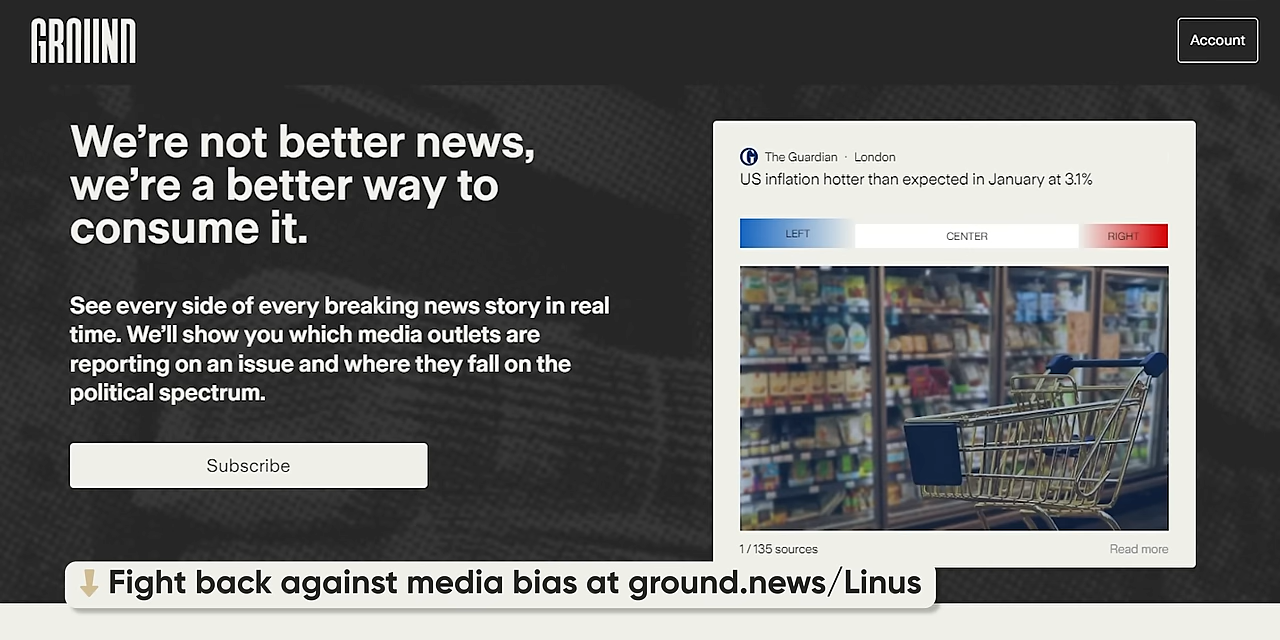 GROUND
Account
We’re not better news,
we’re a better way to
consume it.
See every side of every breaking news story in real
time. We’ll show you which media outlets are
reporting on an issue and where they fall on the
political spectrum.
Subscribe
The Guardian · London
US inflation hotter than expected in January at 3.1%
LEFT
CENTER
RIGHT
1 / 135 sources
Read more
Fight back against media bias at ground.news/Linus